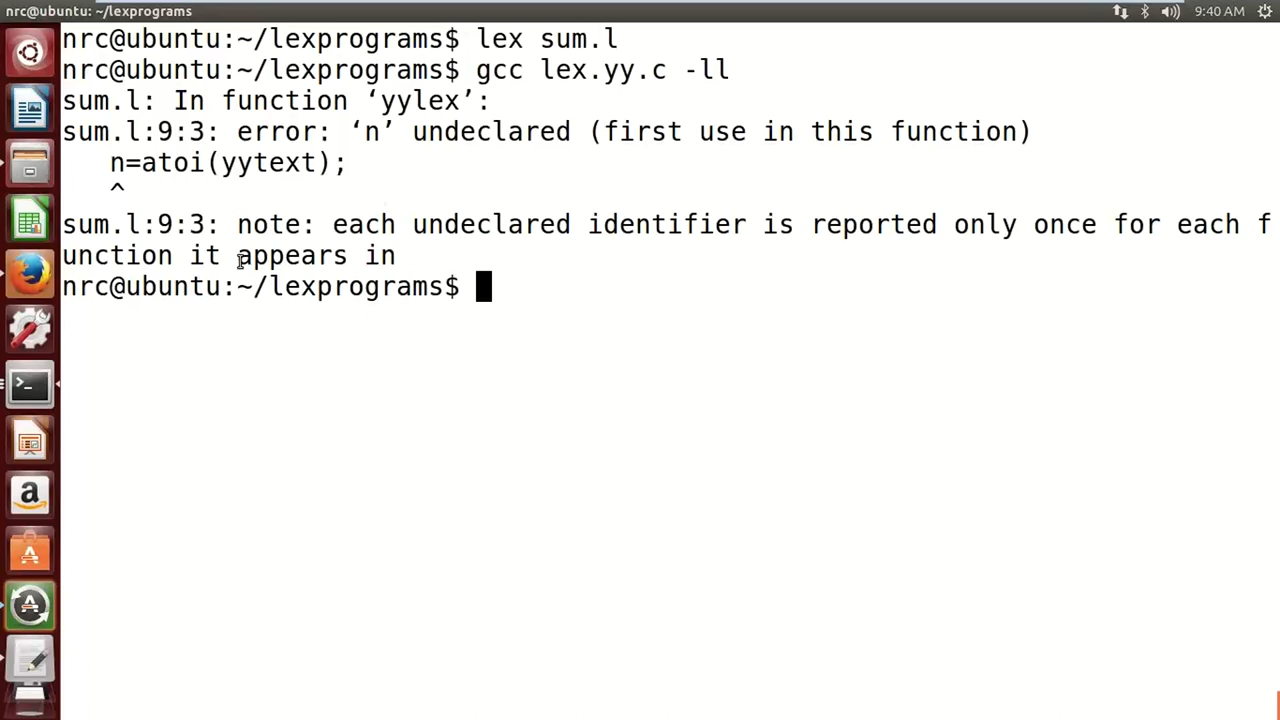 nrc@ubuntu: ~/lexprograms
9:40 AM
nrc@ubuntu:~/lexprograms$ lex sum.l
nrc@ubuntu:~/lexprograms$ gcc lex.yy.c -ll
sum.l: In function ‘yylex’:
sum.l:9:3: error: ‘n’ undeclared (first use in this function)
n=atoi(yytext);
^
sum.l:9:3: note: each undeclared identifier is reported only once for each f
unction it appears in
nrc@ubuntu:~/lexprograms$